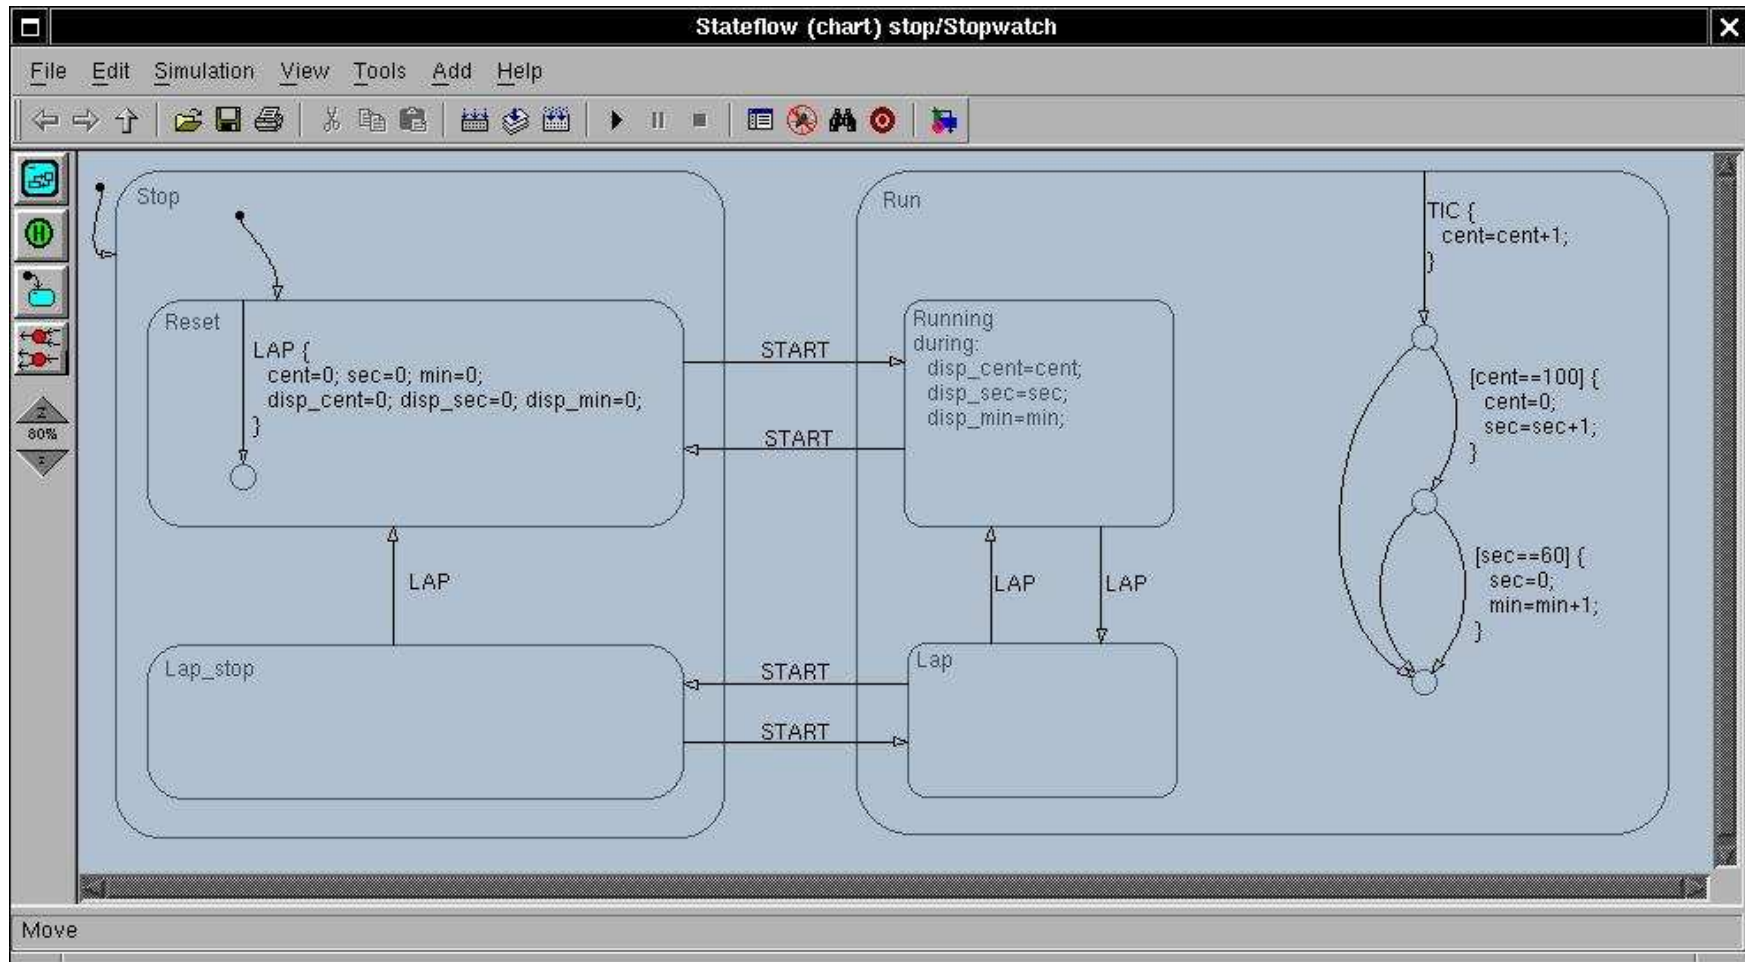 Stateflow (chart) stop/Stopwatch
File Edit Simulation View Tools Add Help
Stop
Reset
LAP {
cent=0; sec=0; min=0;
disp_cent=0; disp_sec=0; disp_min=0;
}
LAP
Lap_stop
START
START
START
START
Run
Running
during:
disp_cent=cent;
disp_sec=sec;
disp_min=min;
LAP
LAP
Lap
TIC {
cent=cent+1;
}
[cent==100] {
cent=0;
sec=sec+1;
}
[sec==60] {
sec=0;
min=min+1;
}
H
Z
80%
z
Move